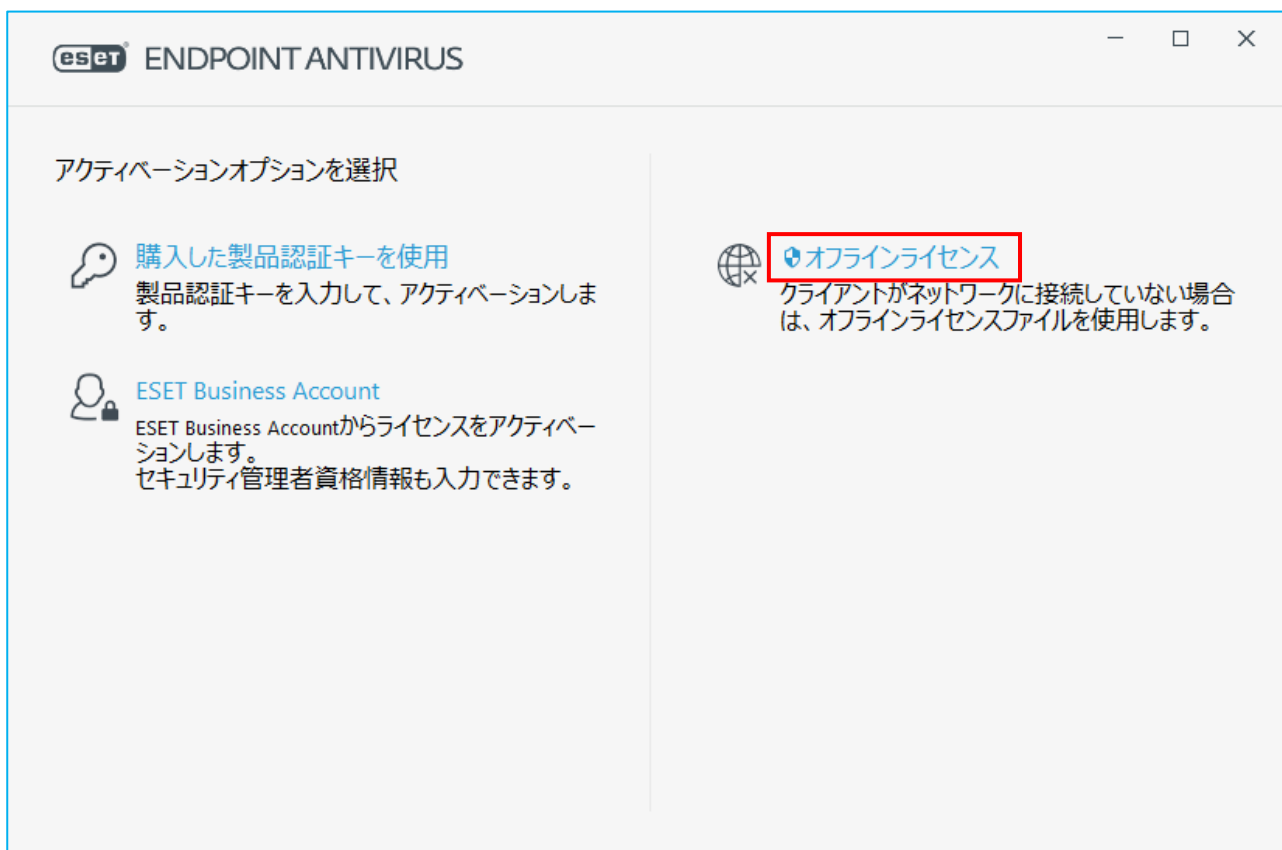 eset ENDPOINT ANTIVIRUS
アクティベーションオプションを選択
購入した製品認証キーを使用
製品認証キーを入力して、アクティベーションしま
す。
ESET Business Account
ESET Business Accountからライセンスをアクティベー
ションします。
セキュリティ管理者資格情報も入力できます。
オフラインライセンス
クライアントがネットワークに接続していない場合
は、オフラインライセンスファイルを使用します。